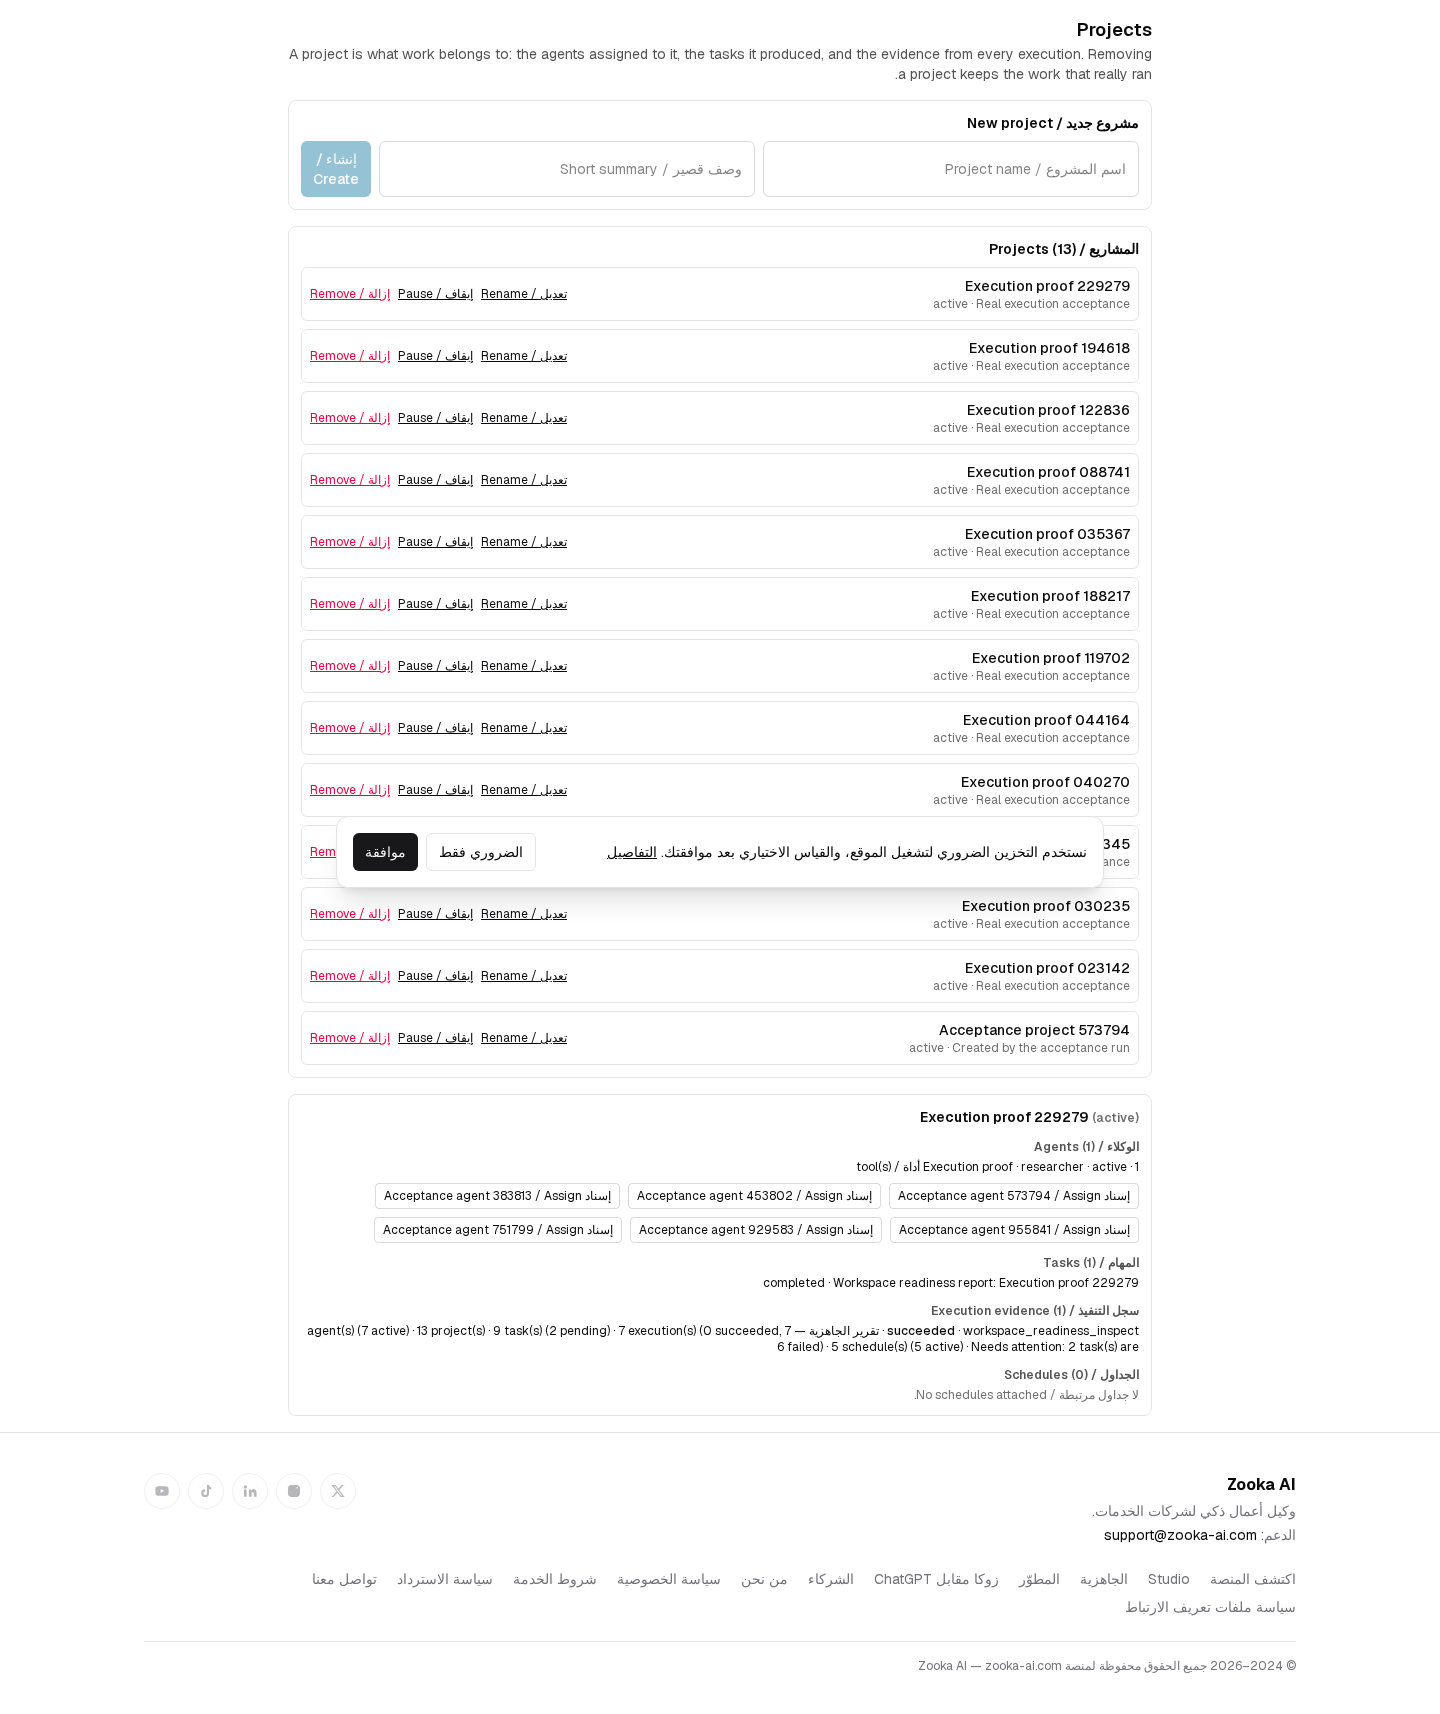 Projects
A project is what work belongs to: the agents assigned to it, the tasks it produced, and the evidence from every execution. Removing
a project keeps the work that really ran.
مشروع جديد / New project
اسم المشروع / Project name
وصف قصير / Short summary
إنشاء /
Create
المشاريع / Projects (13)
Execution proof 229279
active · Real execution acceptance
تعديل / Rename إيقاف / Pause إزالة / Remove
Execution proof 194618
active · Real execution acceptance
تعديل / Rename إيقاف / Pause إزالة / Remove
Execution proof 122836
active · Real execution acceptance
تعديل / Rename إيقاف / Pause إزالة / Remove
Execution proof 088741
active · Real execution acceptance
تعديل / Rename إيقاف / Pause إزالة / Remove
Execution proof 035367
active · Real execution acceptance
تعديل / Rename إيقاف / Pause إزالة / Remove
Execution proof 188217
active · Real execution acceptance
تعديل / Rename إيقاف / Pause إزالة / Remove
Execution proof 119702
active · Real execution acceptance
تعديل / Rename إيقاف / Pause إزالة / Remove
Execution proof 044164
active · Real execution acceptance
تعديل / Rename إيقاف / Pause إزالة / Remove
Execution proof 040270
active · Real execution acceptance
تعديل / Rename إيقاف / Pause إزالة / Remove
نستخدم التخزين الضروري لتشغيل الموقع، والقياس الاختياري بعد موافقتك. التفاصيل
الضروري فقط
موافقة
Execution proof 030235
active · Real execution acceptance
تعديل / Rename إيقاف / Pause إزالة / Remove
Execution proof 023142
active · Real execution acceptance
تعديل / Rename إيقاف / Pause إزالة / Remove
Acceptance project 573794
active · Created by the acceptance run
تعديل / Rename إيقاف / Pause إزالة / Remove
Execution proof 229279 (active)
الوكلاء / Agents (1)
Execution proof · researcher · active · 1 أداة / tool(s)
إسناد / Assign Acceptance agent 573794
إسناد / Assign Acceptance agent 453802
إسناد / Assign Acceptance agent 383813
إسناد / Assign Acceptance agent 955841
إسناد / Assign Acceptance agent 929583
إسناد / Assign Acceptance agent 751799
المهام / Tasks (1)
completed · Workspace readiness report: Execution proof 229279
سجل التنفيذ / Execution evidence (1)
workspace_readiness_inspect · succeeded · تقرير الجاهزية — 7 agent(s) (7 active) · 13 project(s) · 9 task(s) (2 pending) · 7 execution(s) (0 succeeded,
6 failed) · 5 schedule(s) (5 active) · Needs attention: 2 task(s) are
الجداول / Schedules (0)
لا جداول مرتبطة / No schedules attached.
Zooka AI
وكيل أعمال ذكي لشركات الخدمات.
الدعم: support@zooka-ai.com
اكتشف المنصة Studio الجاهزية المطوّر زوكا مقابل ChatGPT الشركاء من نحن سياسة الخصوصية شروط الخدمة سياسة الاسترداد تواصل معنا
سياسة ملفات تعريف الارتباط
© 2024–2026 جميع الحقوق محفوظة لمنصة Zooka AI — zooka-ai.com